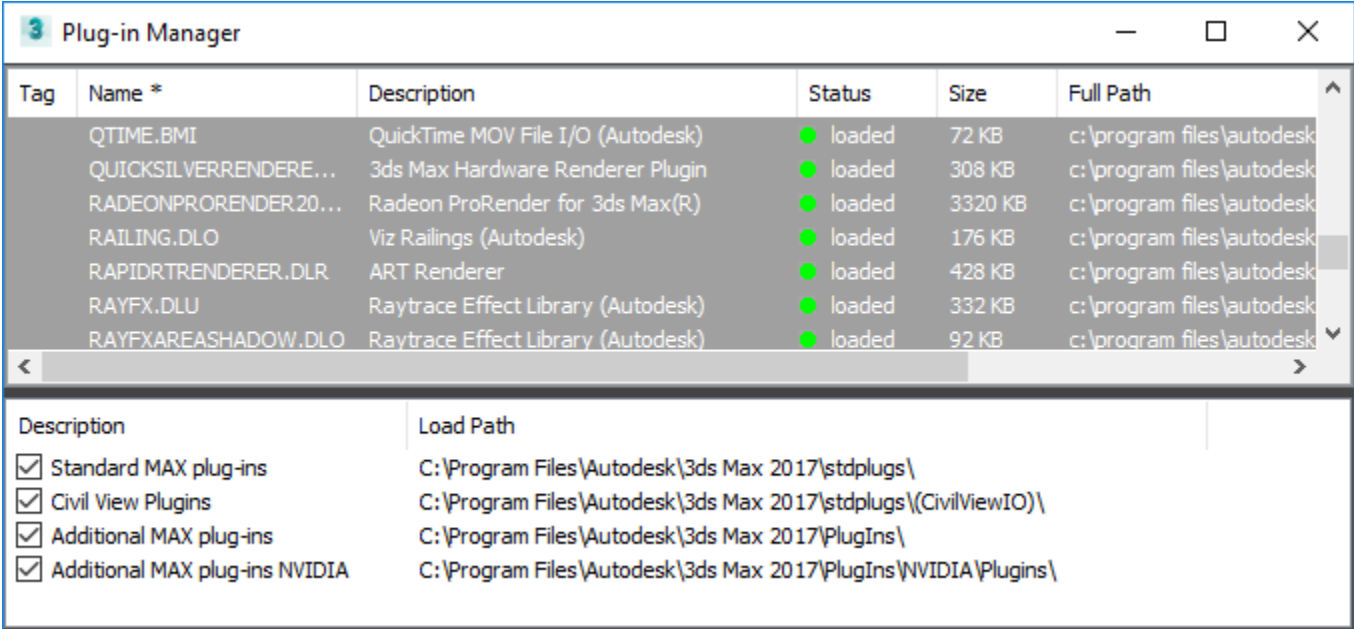 3 Plug-in Manager
Tag Name * Description Status Size Full Path
QTIME.BMI QuickTime MOV File I/O (Autodesk) loaded 72 KB c:\program files\autodesk
QUICKSILVERRENDERE... 3ds Max Hardware Renderer Plugin loaded 308 KB c:\program files\autodesk
RADEONPRORENDER20... Radeon ProRender for 3ds Max(R) loaded 3320 KB c:\program files\autodesk
RAILING.DLO Viz Railings (Autodesk) loaded 176 KB c:\program files\autodesk
RAPIDRTRENDERER.DLR ART Renderer loaded 428 KB c:\program files\autodesk
RAYFX.DLU Raytrace Effect Library (Autodesk) loaded 332 KB c:\program files\autodesk
RAYFXAREASHADOW.DLO Raytrace Effect Library (Autodesk) loaded 92 KB c:\program files\autodesk
Description Load Path
Standard MAX plug-ins C:\Program Files\Autodesk\3ds Max 2017\stdplugs\
Civil View Plugins C:\Program Files\Autodesk\3ds Max 2017\stdplugs\(CivilViewIO)\
Additional MAX plug-ins C:\Program Files\Autodesk\3ds Max 2017\PlugIns\
Additional MAX plug-ins NVIDIA C:\Program Files\Autodesk\3ds Max 2017\PlugIns\NVIDIA\Plugins\